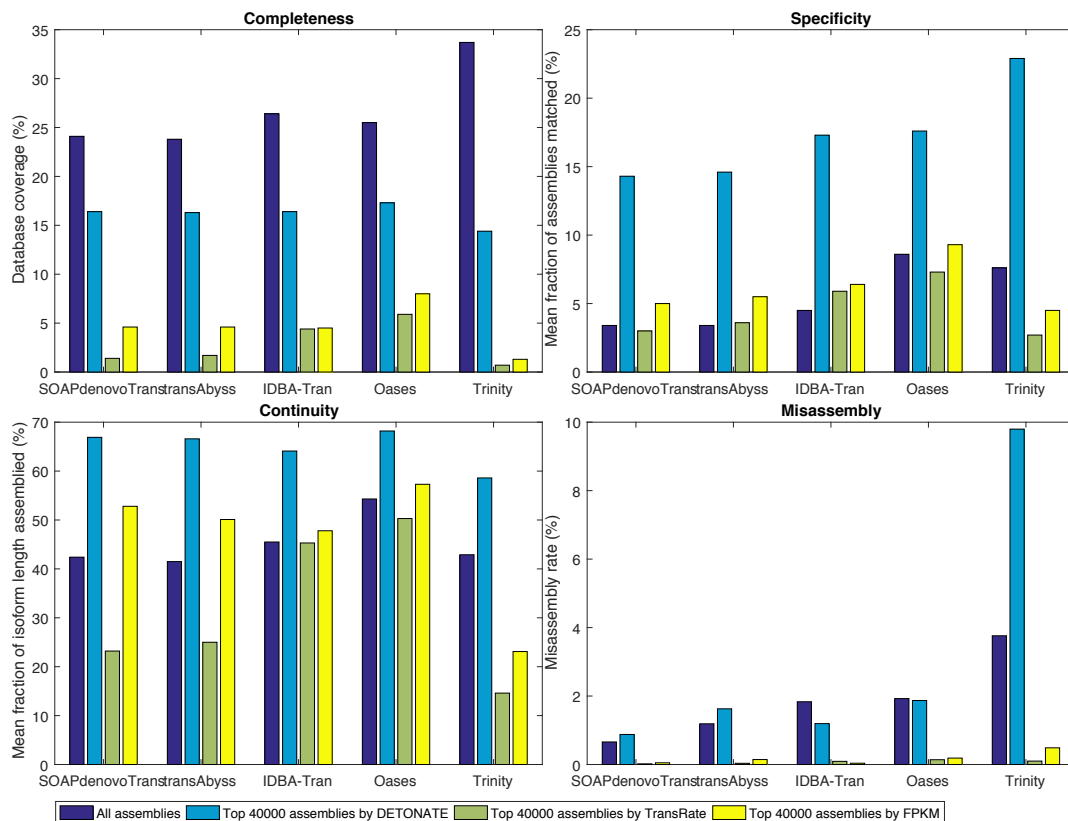 Completeness
Database coverage (%)
35
30
25
20
15
10
5
0
SOAPdenovoTrans transAbyss IDBA-Tran Oases Trinity
Specificity
Mean fraction of assemblies matched (%)
25
20
15
10
5
0
SOAPdenovoTrans transAbyss IDBA-Tran Oases Trinity
Continuity
Mean fraction of isoform length assemblied (%)
70
60
50
40
30
20
10
0
SOAPdenovoTrans transAbyss IDBA-Tran Oases Trinity
Misassembly
Misassembly rate (%)
10
8
6
4
2
0
SOAPdenovoTrans transAbyss IDBA-Tran Oases Trinity
All assemblies Top 40000 assemblies by DETONATE Top 40000 assemblies by TransRate Top 40000 assemblies by FPKM